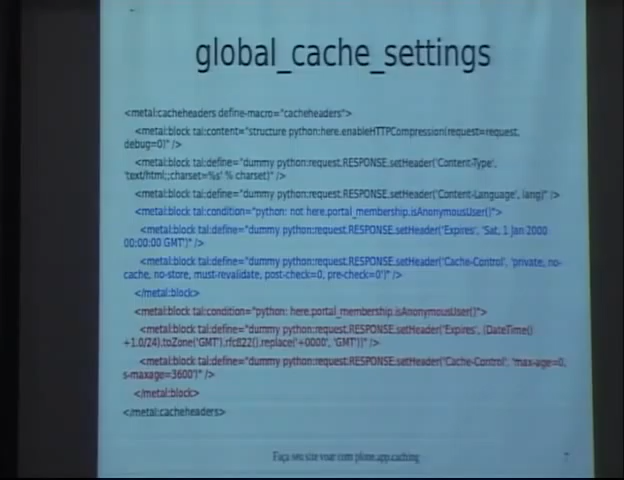 global_cache_settings
<metal:cacheheaders define-macro="cacheheaders">
<metal:block tal:content="structure python:here.enableHTTPCompression(request=request,
debug=0)" />
<metal:block tal:define="dummy python:request.RESPONSE.setHeader('Content-Type',
'text/html;;charset=%s' % charset)" />
<metal:block tal:define="dummy python:request.RESPONSE.setHeader('Content-Language', lang)" />
<metal:block tal:condition="python: not here.portal_membership.isAnonymousUser()">
<metal:block tal:define="dummy python:request.RESPONSE.setHeader('Expires', 'Sat, 1 Jan 2000
00:00:00 GMT')" />
<metal:block tal:define="dummy python:request.RESPONSE.setHeader('Cache-Control', 'private, no-
cache, no-store, must-revalidate, post-check=0, pre-check=0')" />
</metal:block>
<metal:block tal:condition="python: here.portal_membership.isAnonymousUser()">
<metal:block tal:define="dummy python:request.RESPONSE.setHeader('Expires', (DateTime()
+1.0/24).toZone('GMT').rfc822().replace('+0000', 'GMT'))" />
<metal:block tal:define="dummy python:request.RESPONSE.setHeader('Cache-Control', 'max-age=0,
s-maxage=3600')" />
</metal:block>
</metal:cacheheaders>
Faça seu site voar com plone.app.caching
7